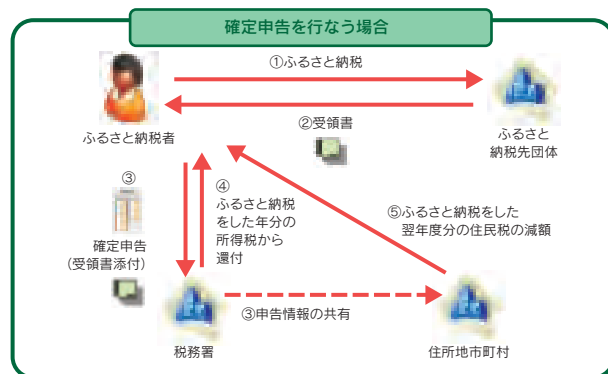 確定申告を行なう場合
①ふるさと納税
②受領書
ふるさと納税者
ふるさと
納税先団体
③
確定申告
（受領書添付）
④
ふるさと納税
をした年分の
所得税から
還付
⑤ふるさと納税をした
翌年度分の住民税の減額
③申告情報の共有
税務署
住所地市町村